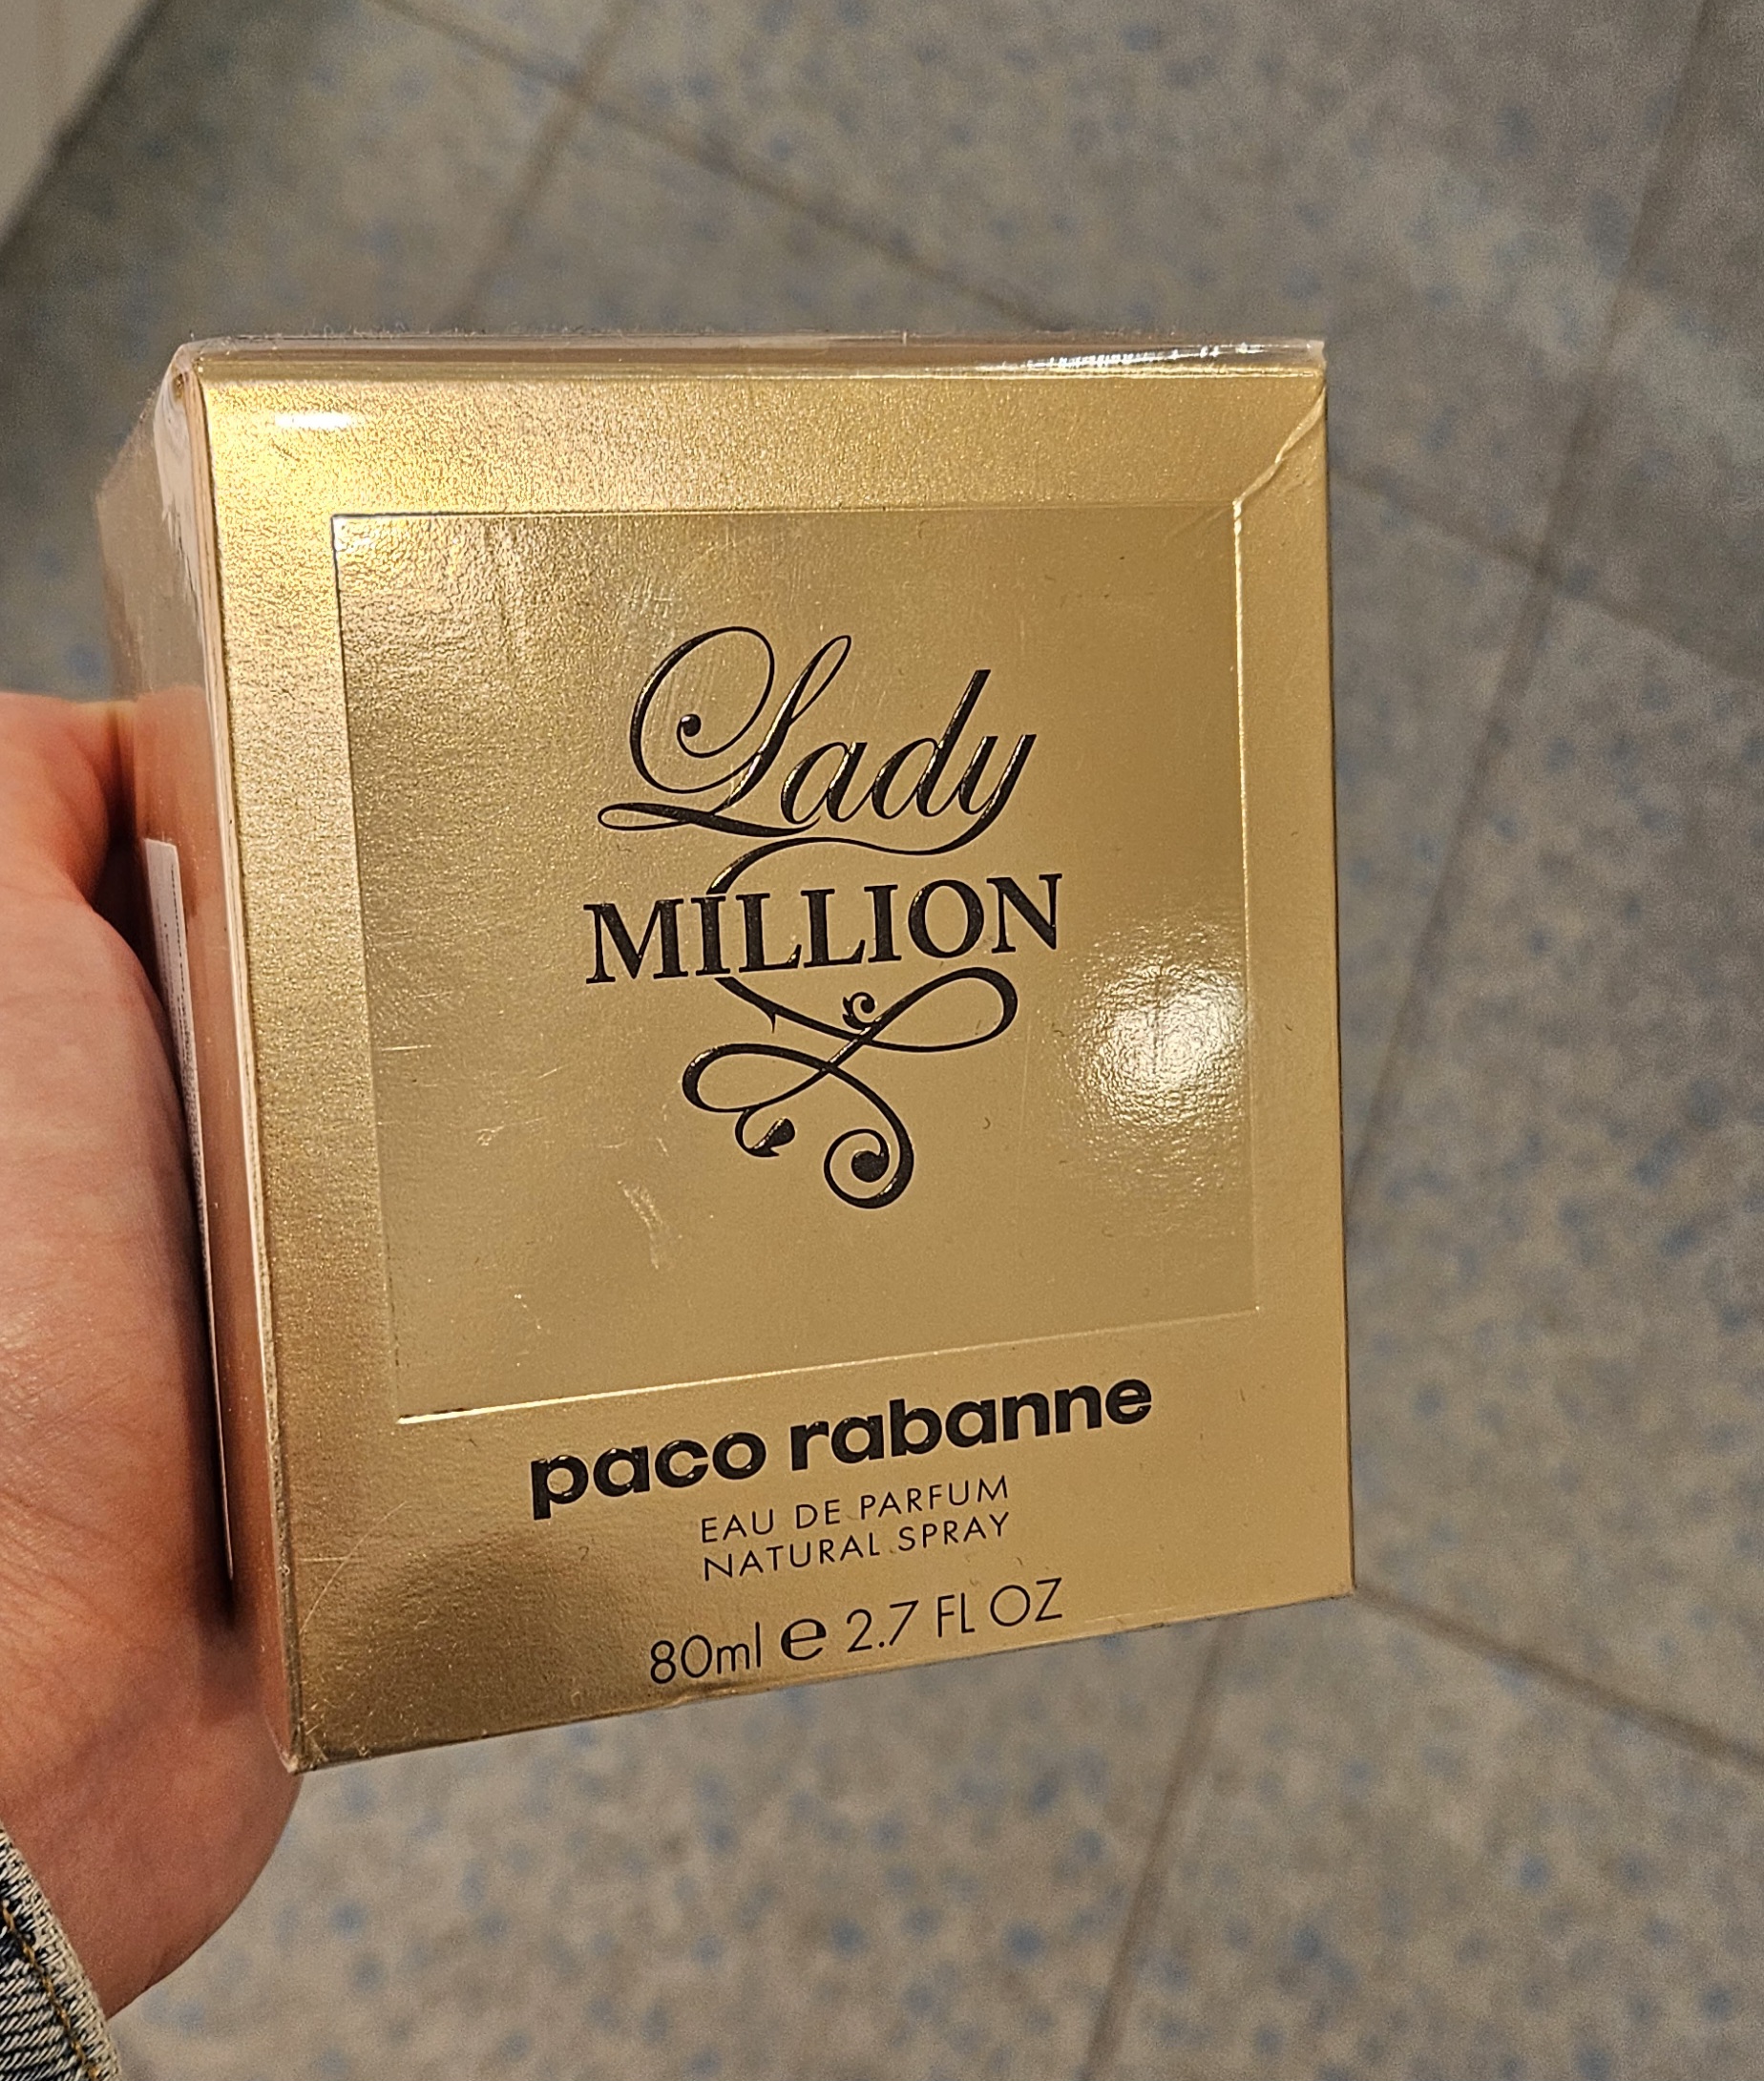 Lady
MILLION
paco rabanne
EAU DE PARFUM
NATURAL SPRAY
80ml e 2.7 FL OZ